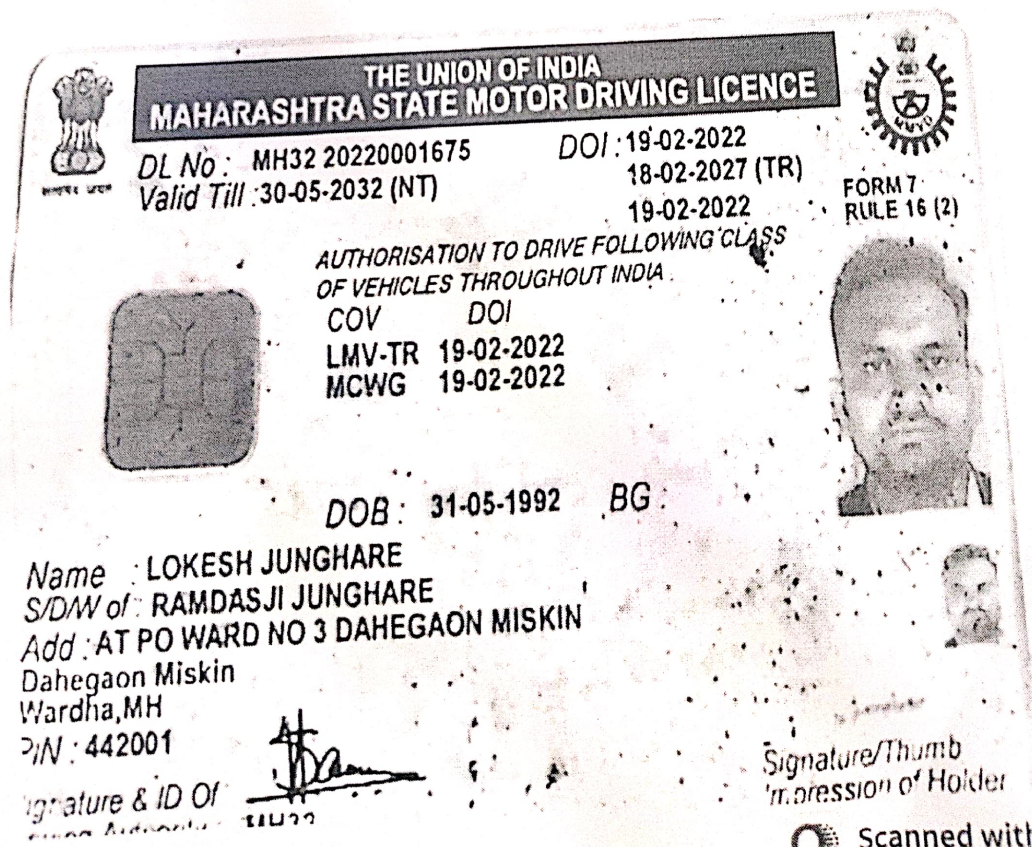 THE UNION OF INDIA
MAHARASHTRA STATE MOTOR DRIVING LICENCE
DL No : MH32 20220001675 DOI : 19-02-2022
Valid Till : 30-05-2032 (NT) 18-02-2027 (TR)
19-02-2022
FORM 7
RULE 16 (2)
AUTHORISATION TO DRIVE FOLLOWING CLASS
OF VEHICLES THROUGHOUT INDIA
COV DOI
LMV-TR 19-02-2022
MCWG 19-02-2022
DOB : 31-05-1992 BG :
Name : LOKESH JUNGHARE
S/D/W of : RAMDASJI JUNGHARE
Add : AT PO WARD NO 3 DAHEGAON MISKIN
Dahegaon Miskin
Wardha,MH
PIN : 442001
Signature & ID Of
MH32
Signature/Thumb
Impression of Holder
Scanned with